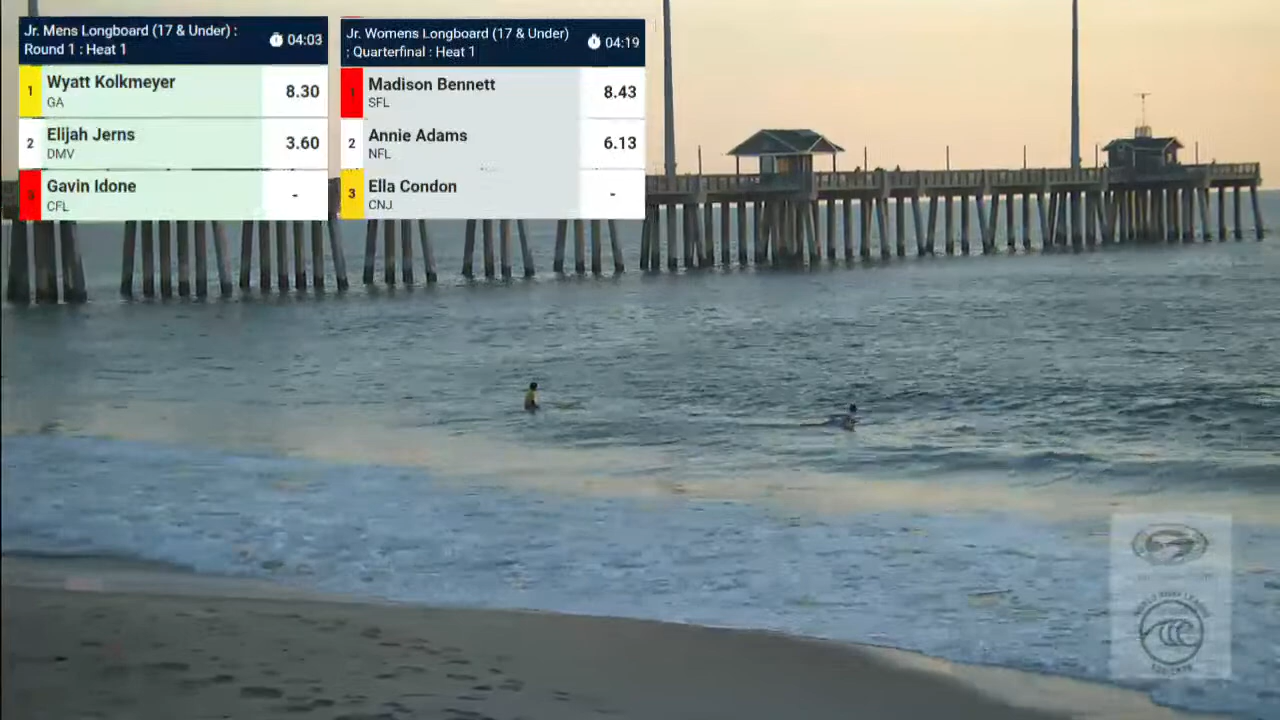 Jr. Mens Longboard (17 & Under) :
Round 1 : Heat 1
04:03
1
Wyatt Kolkmeyer
8.30
GA
2
Elijah Jerns
3.60
DMV
Gavin Idone
-
CFL
Jr. Womens Longboard (17 & Under)
: Quarterfinal : Heat 1
04:19
1
Madison Bennett
8.43
SFL
2
Annie Adams
6.13
NFL
3
Ella Condon
-
CNJ